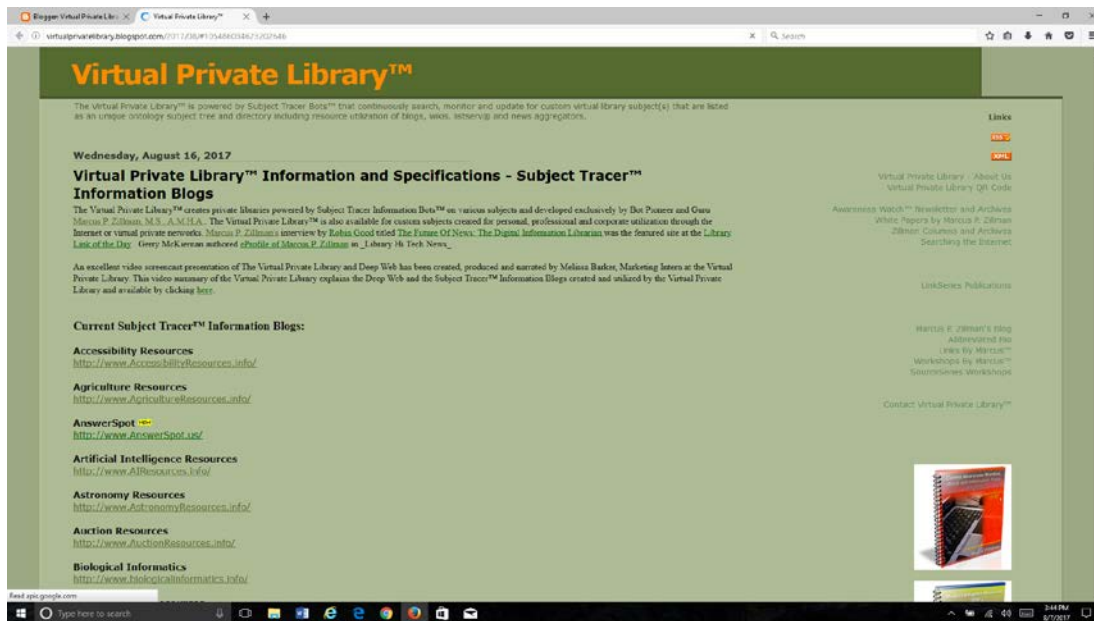 Blogger: Virtual Private Libr
Virtual Private Library™
virtualprivatelibrary.blogspot.com/2017/08/#
Search
Virtual Private Library™
The Virtual Private Library™ is powered by Subject Tracer Bots™ that continuously search, monitor and update for custom virtual library subject(s) that are listed
as an unique ontology subject tree and directory including resource utilization of blogs, wikis, listservip and news aggregators.
Links
RSS
XML
Wednesday, August 16, 2017
Virtual Private Library™ Information and Specifications - Subject Tracer™
Information Blogs
The Virtual Private Library™ creates private libraries powered by Subject Tracer Information Bots™ on various subjects and developed exclusively by Bot Pioneer and Guru
Marcus P. Zillman, M.S., A.M.H.A.. The Virtual Private Library™ is also available for custom subjects created for personal, professional and corporate utilization through the
Internet or virtual private networks. Marcus P. Zillman's interview by Robin Good titled The Future Of News: The Digital Information Librarian was the featured site at the Library
Link of the Day. Gerry McKiernan authored eProfile of Marcus P. Zillman in _Library Hi Tech News_
An excellent video screencast presentation of The Virtual Private Library and Deep Web has been created, produced and narrated by Melissa Barker, Marketing Intern at the Virtual
Private Library. This video summary of the Virtual Private Library explains the Deep Web and the Subject Tracer™ Information Blogs created and utilized by the Virtual Private
Library and available by clicking here.
Current Subject Tracer™ Information Blogs:
Accessibility Resources
http://www.AccessibilityResources.info/
Agriculture Resources
http://www.AgricultureResources.info/
AnswerSpot NEW
http://www.AnswerSpot.us/
Artificial Intelligence Resources
http://www.AIResources.info/
Astronomy Resources
http://www.AstronomyResources.info/
Auction Resources
http://www.AuctionResources.info/
Biological Informatics
http://www.biologicalinformatics.info/
Virtual Private Library - About Us
Virtual Private Library QR Code
Awareness Watch™ Newsletter and Archives
White Papers by Marcus P. Zillman
Zillman Columns and Archives
Searching the Internet
LinkSeries Publications
Marcus P. Zillman's Blog
Abbreviated Bio
Links by Marcus™
Workshops by Marcus™
SourceSeries Workshops
Contact Virtual Private Library™
Read apis.google.com
Type here to search
3:44 PM
8/7/2017